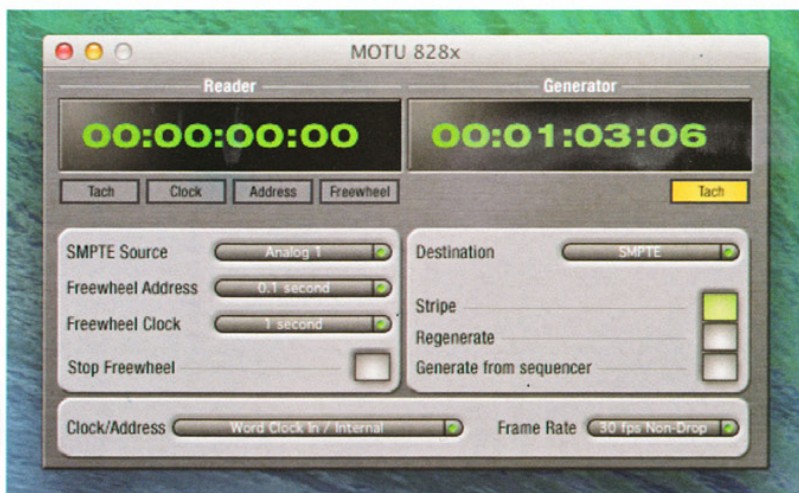 MOTU 828x
Reader
Generator
00:00:00:00
00:01:03:06
Tach
Clock
Address
Freewheel
Tach
SMPTE Source
Analog 1
Freewheel Address
0.1 second
Freewheel Clock
1 second
Stop Freewheel
Destination
SMPTE
Stripe
Regenerate
Generate from sequencer
Clock/Address
Word Clock In / Internal
Frame Rate
30 fps Non-Drop